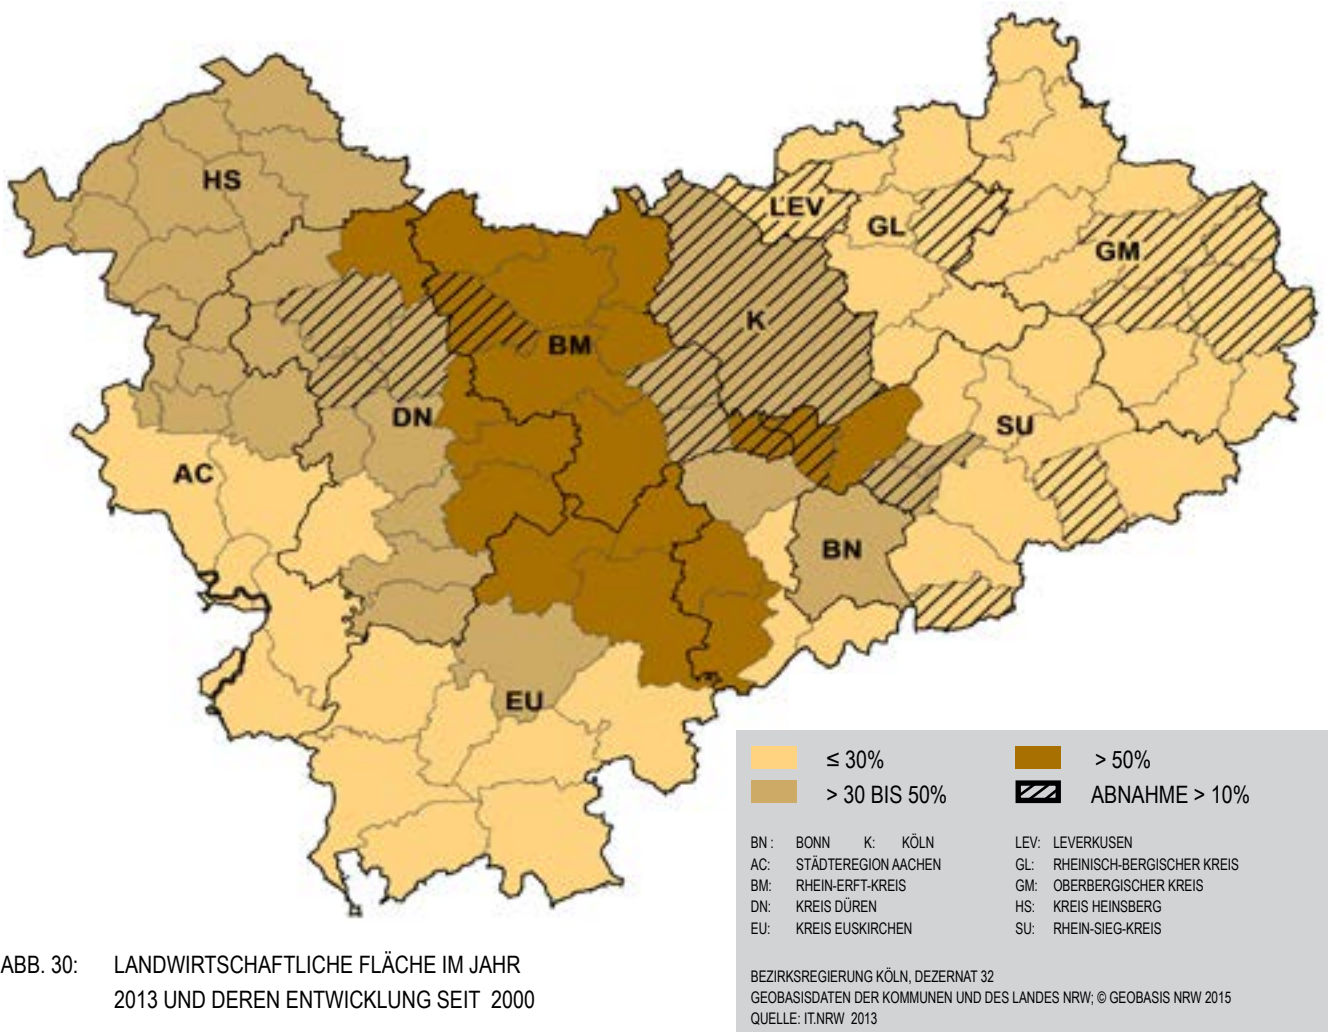 HS
LEV
GL
GM
K
BM
DN
SU
AC
BN
EU
≤ 30%
> 50%
> 30 BIS 50%
ABNAHME > 10%
BN : BONN K: KÖLN LEV: LEVERKUSEN
AC: STÄDTEREGION AACHEN GL: RHEINISCH-BERGISCHER KREIS
BM: RHEIN-ERFT-KREIS GM: OBERBERGISCHER KREIS
DN: KREIS DÜREN HS: KREIS HEINSBERG
EU: KREIS EUSKIRCHEN SU: RHEIN-SIEG-KREIS
BEZIRKSREGIERUNG KÖLN, DEZERNAT 32
GEOBASISDATEN DER KOMMUNEN UND DES LANDES NRW; © GEOBASIS NRW 2015
QUELLE: IT.NRW 2013
ABB. 30: LANDWIRTSCHAFTLICHE FLÄCHE IM JAHR
2013 UND DEREN ENTWICKLUNG SEIT 2000